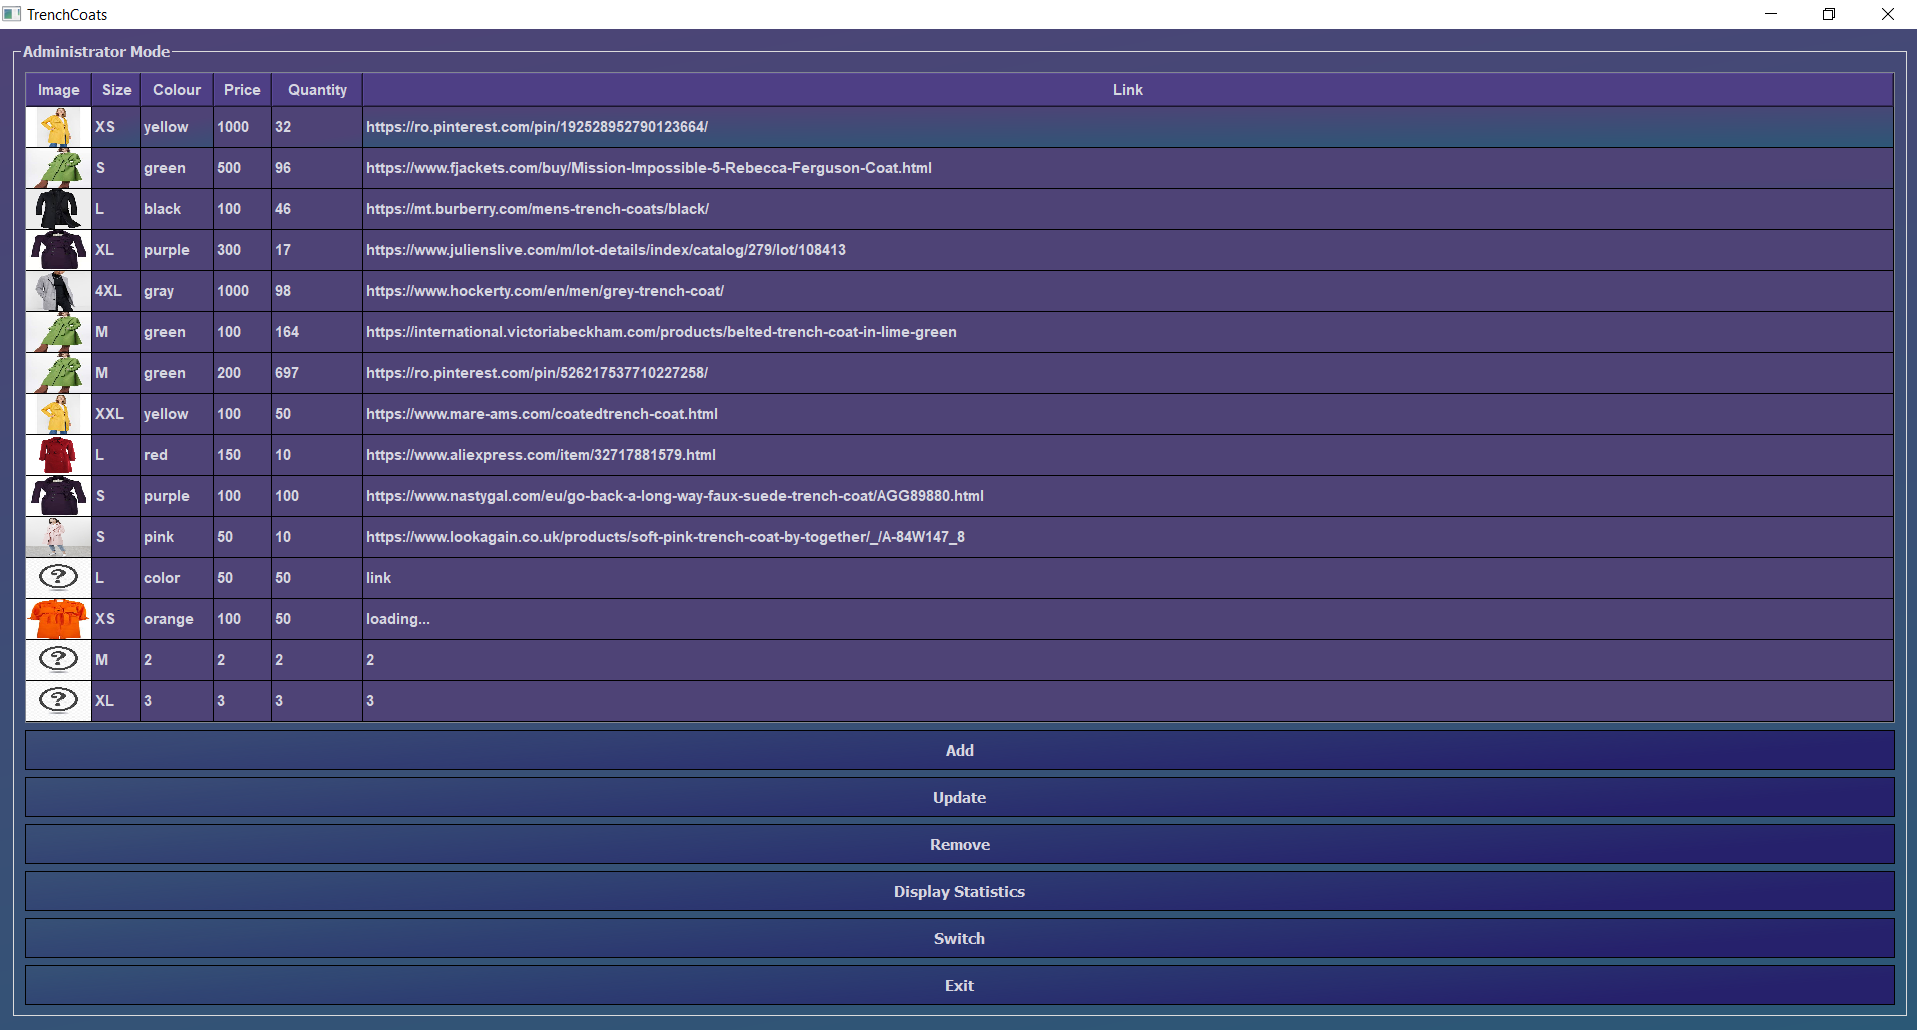 TrenchCoats
Administrator Mode
Image Size Colour Price Quantity Link
XS yellow 1000 32 https://ro.pinterest.com/pin/192528952790123664/
S green 500 96 https://www.fjackets.com/buy/Mission-Impossible-5-Rebecca-Ferguson-Coat.html
L black 100 46 https://mt.burberry.com/mens-trench-coats/black/
XL purple 300 17 https://www.julienslive.com/m/lot-details/index/catalog/279/lot/108413
4XL gray 1000 98 https://www.hockerty.com/en/men/grey-trench-coat/
M green 100 164 https://international.victoriabeckham.com/products/belted-trench-coat-in-lime-green
M green 200 697 https://ro.pinterest.com/pin/526217537710227258/
XXL yellow 100 50 https://www.mare-ams.com/coatedtrench-coat.html
L red 150 10 https://www.aliexpress.com/item/32717881579.html
S purple 100 100 https://www.nastygal.com/eu/go-back-a-long-way-faux-suede-trench-coat/AGG89880.html
S pink 50 10 https://www.lookagain.co.uk/products/soft-pink-trench-coat-by-together/_/A-84W147_8
? L color 50 50 link
XS orange 100 50 loading...
? M 2 2 2 2
? XL 3 3 3 3
Add
Update
Remove
Display Statistics
Switch
Exit